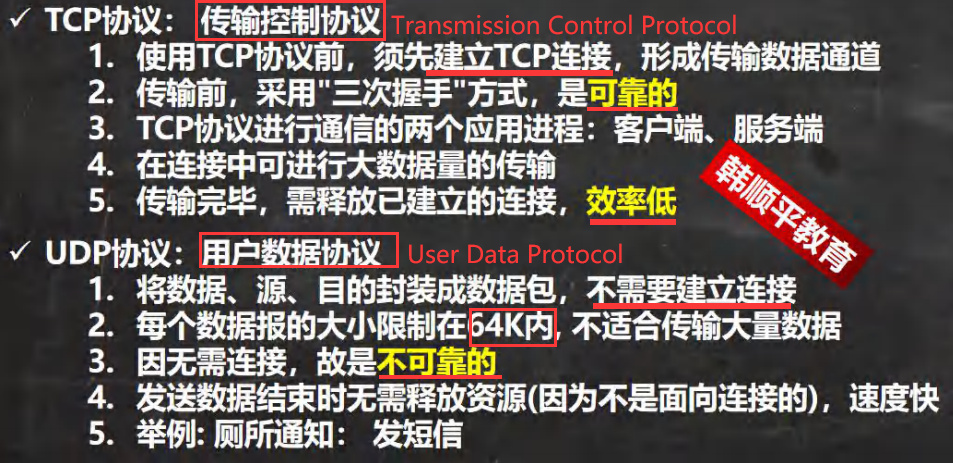 ✓ TCP协议：传输控制协议 Transmission Control Protocol
1. 使用TCP协议前，须先建立TCP连接，形成传输数据通道
2. 传输前，采用"三次握手"方式，是可靠的
3. TCP协议进行通信的两个应用进程：客户端、服务端
4. 在连接中可进行大数据量的传输
5. 传输完毕，需释放已建立的连接，效率低
韩顺平教育
✓ UDP协议：用户数据协议 User Data Protocol
1. 将数据、源、目的封装成数据包，不需要建立连接
2. 每个数据报的大小限制在64K内, 不适合传输大量数据
3. 因无需连接，故是不可靠的
4. 发送数据结束时无需释放资源(因为不是面向连接的)，速度快
5. 举例: 厕所通知： 发短信